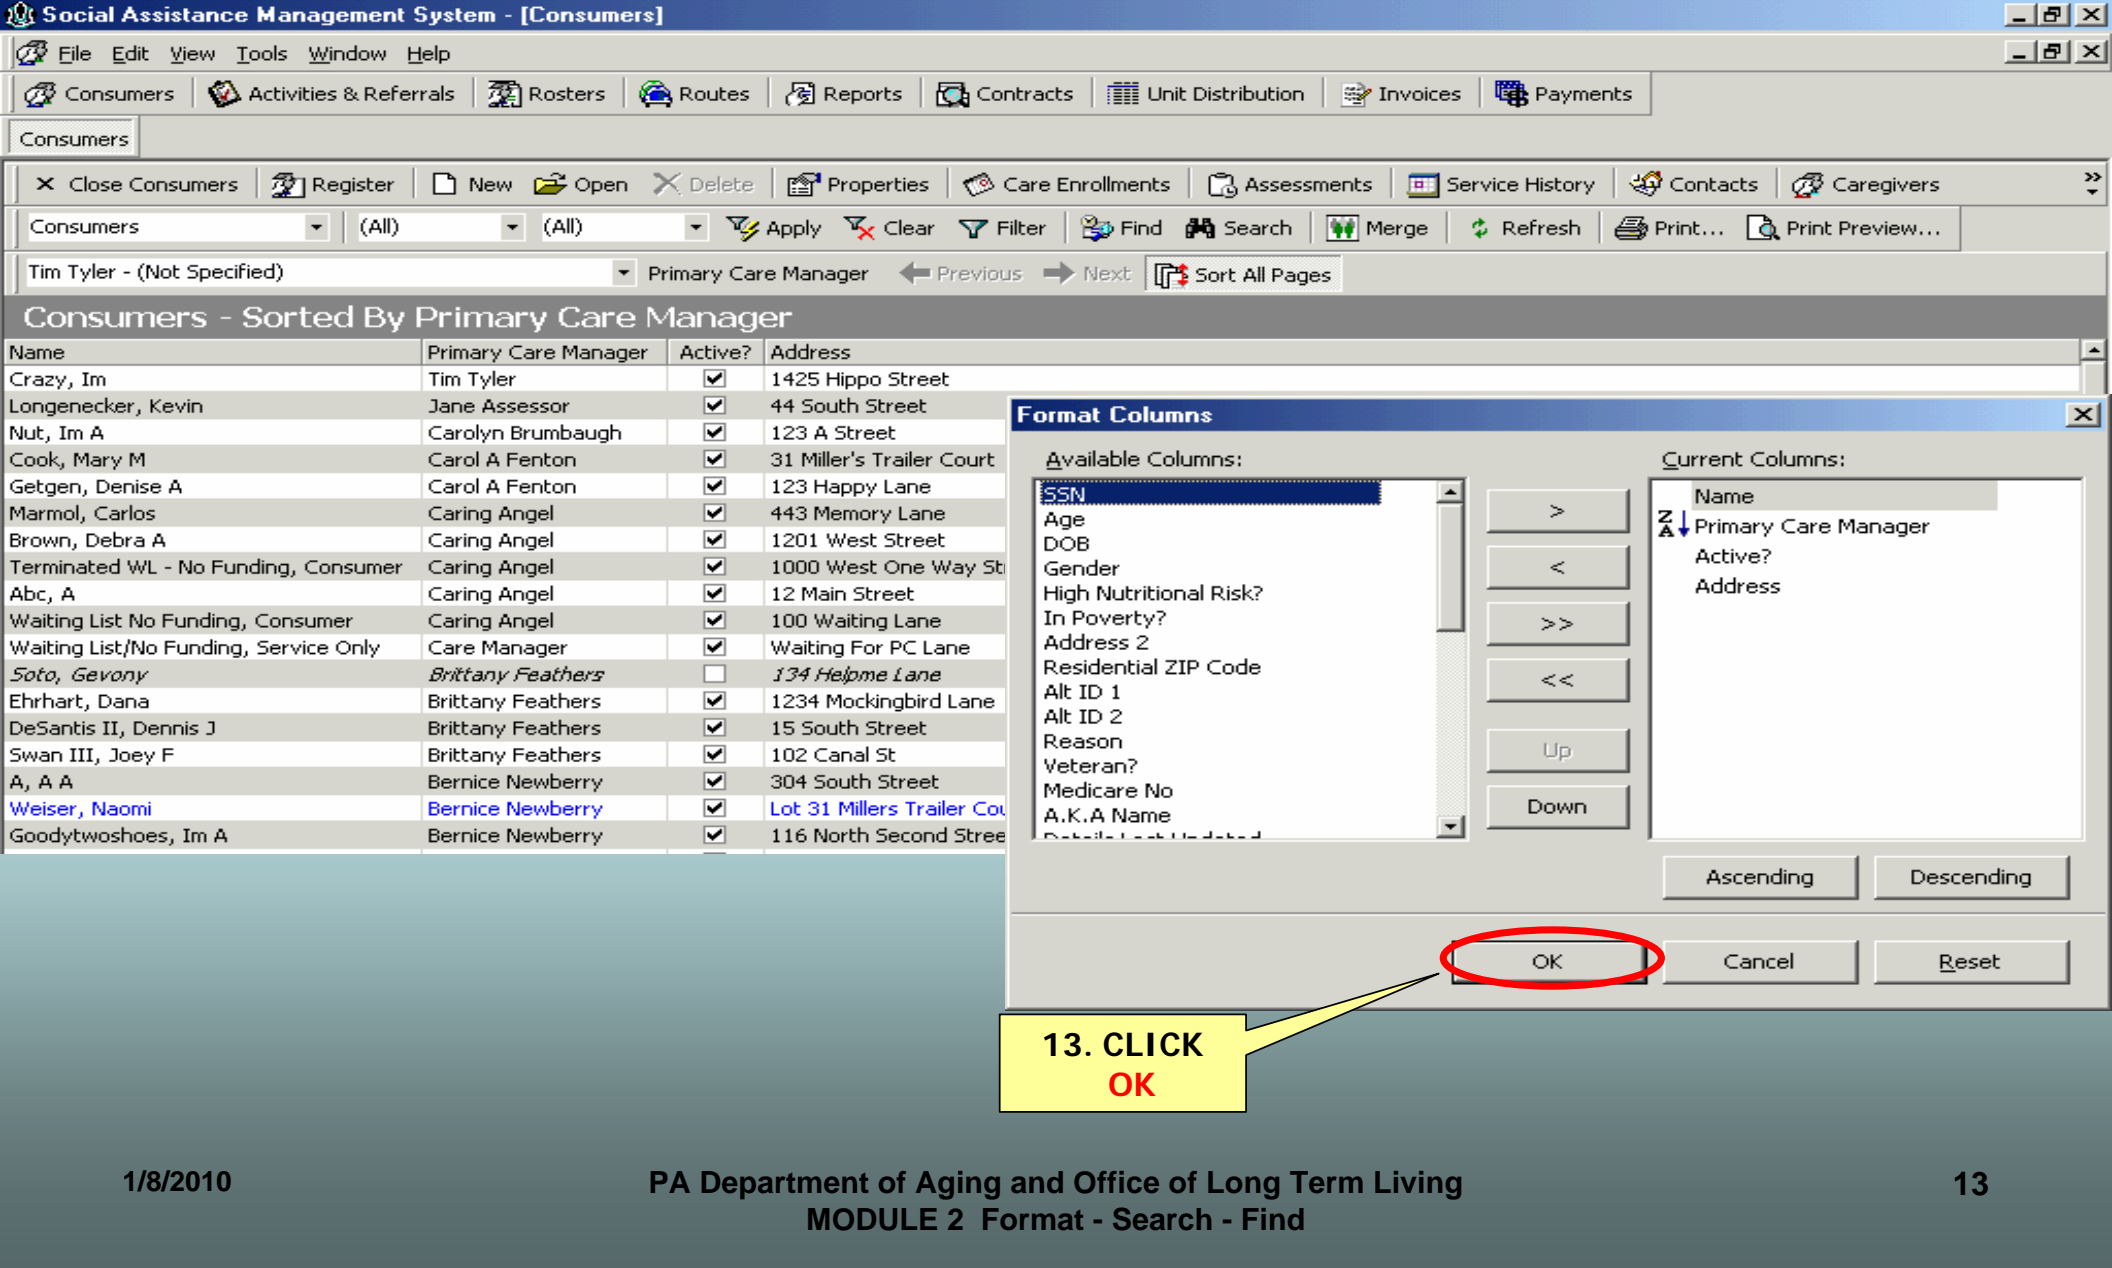 Social Assistance Management System - [Consumers]
File Edit View Tools Window Help
Consumers Activities & Referrals Rosters Routes Reports Contracts Unit Distribution Invoices Payments
Consumers
Close Consumers Register New Open Delete Properties Care Enrollments Assessments Service History Contacts Caregivers
Consumers (All) (All) Apply Clear Filter Find Search Merge Refresh Print... Print Preview...
Tim Tyler - (Not Specified) Primary Care Manager Previous Next Sort All Pages
Consumers - Sorted By Primary Care Manager
Name Primary Care Manager Active? Address
Crazy, Im Tim Tyler 1425 Hippo Street
Longenecker, Kevin Jane Assessor 44 South Street
Nut, Im A Carolyn Brumbaugh 123 A Street
Cook, Mary M Carol A Fenton 31 Miller's Trailer Court
Getgen, Denise A Carol A Fenton 123 Happy Lane
Marmol, Carlos Caring Angel 443 Memory Lane
Brown, Debra A Caring Angel 1201 West Street
Terminated WL - No Funding, Consumer Caring Angel 1000 West One Way
Abc, A Caring Angel 12 Main Street
Waiting List No Funding, Consumer Caring Angel 100 Waiting Lane
Waiting List/No Funding, Service Only Care Manager Waiting For PC Lane
Soto, Gevony Brittany Feathers 134 Helpme Lane
Ehrhart, Dana Brittany Feathers 1234 Mockingbird Lane
DeSantis II, Dennis J Brittany Feathers 15 South Street
Swan III, Joey F Brittany Feathers 102 Canal St
A, A A Bernice Newberry 304 South Street
Weiser, Naomi Bernice Newberry Lot 31 Millers Trailer Cou
Goodytwoshoes, Im A Bernice Newberry 116 North Second Stree
Format Columns
Available Columns:
SSN
Age
DOB
Gender
High Nutritional Risk?
In Poverty?
Address 2
Residential ZIP Code
Alt ID 1
Alt ID 2
Reason
Veteran?
Medicare No
A.K.A Name
>
<
>>
<<
Up
Down
Current Columns:
Name
Z
A Primary Care Manager
Active?
Address
Ascending Descending
OK Cancel Reset
13. CLICK
OK
1/8/2010
PA Department of Aging and Office of Long Term Living
MODULE 2 Format - Search - Find
13